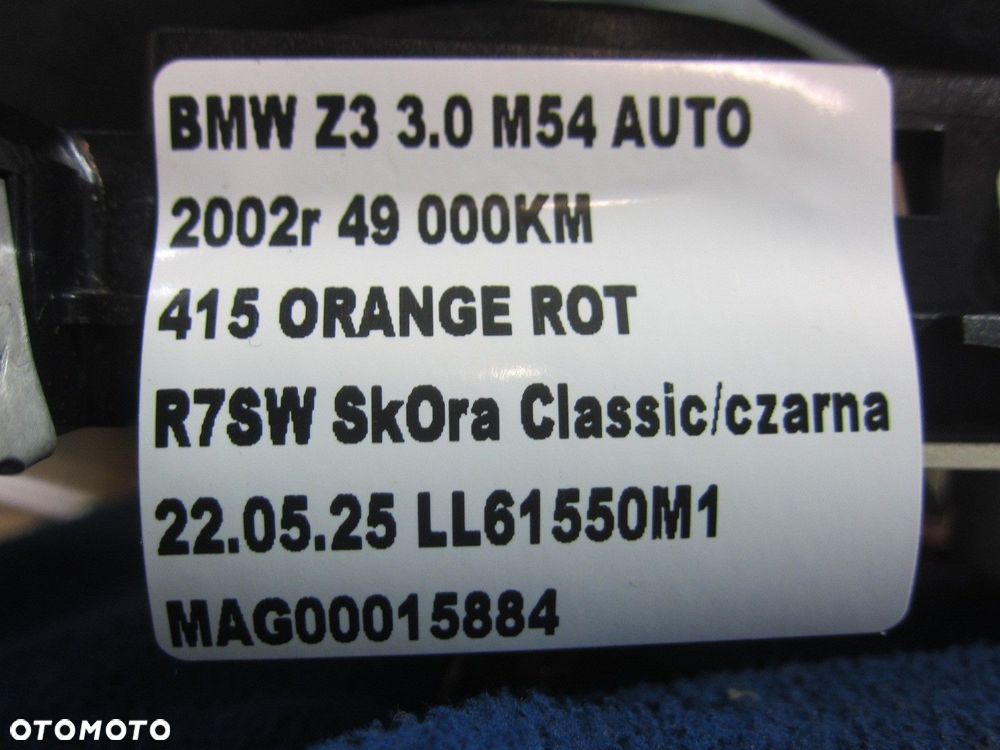 BMW Z3 3.0 M54 AUTO
2002r 49 000KM
415 ORANGE ROT
R7SW SkOra Classic/czarna
22.05.25 LL61550M1
MAG00015884
OTOMOTO